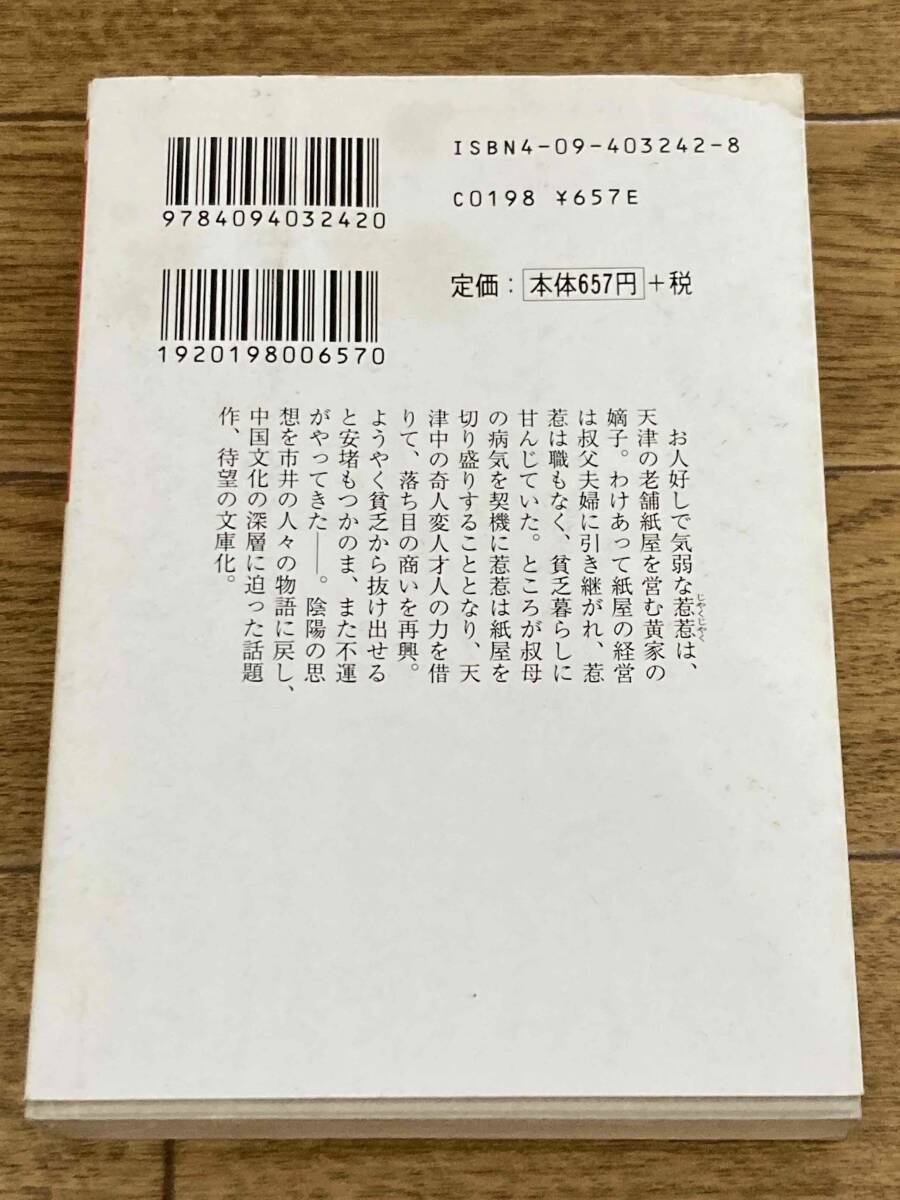 ISBN4-09-403242-8
9784094032420
C0198 ¥657E
定価：本体657円+税
1920198006570
お人好しで気弱な惹惹は、
じやくじやく
天津の老舗紙屋を営む黄家の
嫡子。わけあって紙屋の経営
は叔父夫婦に引き継がれ、惹
惹は職もなく、貧乏暮らしに
甘んじていた。ところが叔母
の病気を契機に惹惹は紙屋を
切り盛りすることとなり、天
津中の奇人変人才人の力を借
りて、落ち目の商いを再興。
ようやく貧乏から抜け出せる
と安堵もつかのま、また不運
がやってきた――。陰陽の思
想を市井の人々の物語に戻し、
中国文化の深層に迫った話題
作、待望の文庫化。